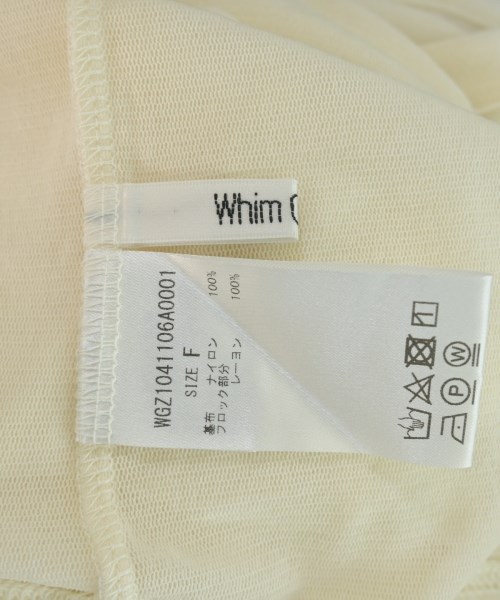 Whim
WGZ1041106A0001
SIZE F
基布 ナイロン 100%
フロック部分 レーヨン 100%
P W